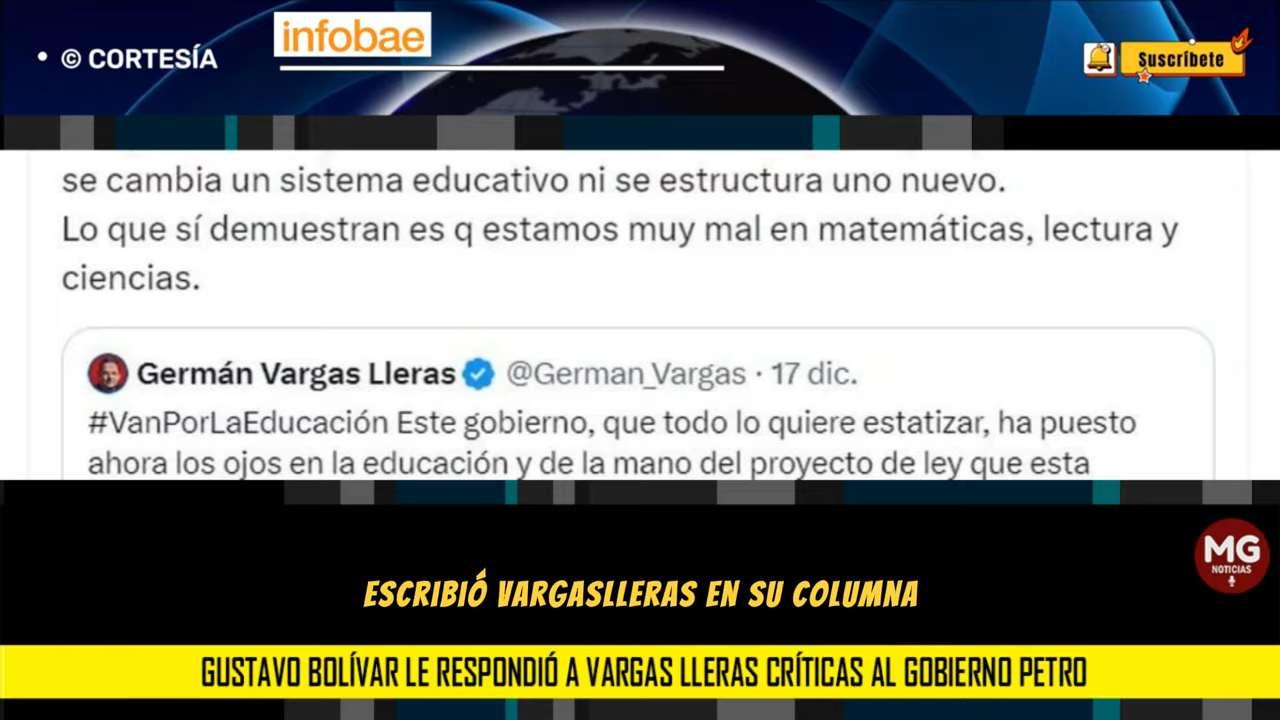 • © CORTESÍA
infobae
Suscríbete
se cambia un sistema educativo ni se estructura uno nuevo.
Lo que sí demuestran es q estamos muy mal en matemáticas, lectura y
ciencias.
Germán Vargas Lleras @German_Vargas · 17 dic.
#VanPorLaEducación Este gobierno, que todo lo quiere estatizar, ha puesto
ahora los ojos en la educación y de la mano del proyecto de ley que esta
MG
NOTICIAS
ESCRIBIÓ VARGASLLERAS EN SU COLUMNA
GUSTAVO BOLÍVAR LE RESPONDIÓ A VARGAS LLERAS CRÍTICAS AL GOBIERNO PETRO